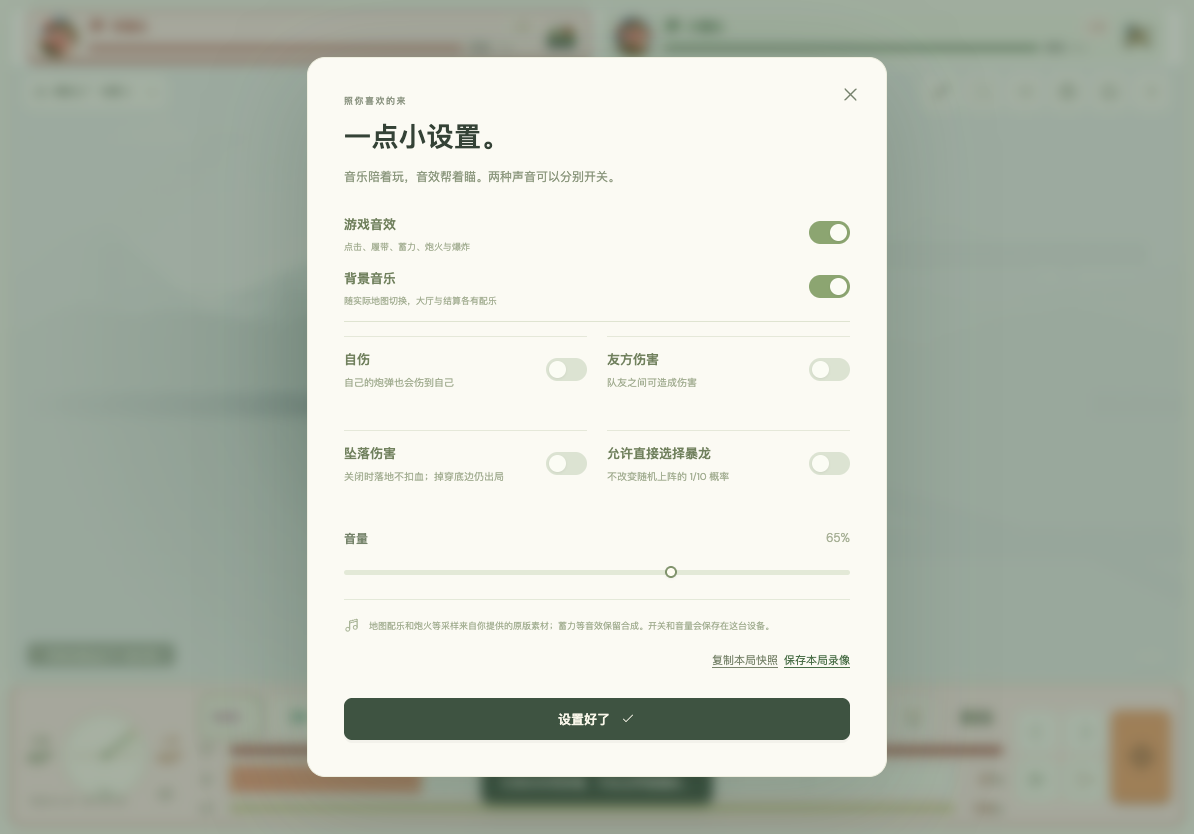 照你喜欢的来
一点小设置。
音乐陪着玩，音效帮着瞄。两种声音可以分别开关。
游戏音效
点击、履带、蓄力、炮火与爆炸
背景音乐
随实际地图切换，大厅与结算各有配乐
自伤
自己的炮弹也会伤到自己
友方伤害
队友之间可造成伤害
坠落伤害
关闭时落地不扣血；掉穿底边仍出局
允许直接选择暴龙
不改变随机上阵的 1/10 概率
音量
65%
地图配乐和炮火等采样来自你提供的原版素材；蓄力等音效保留合成。开关和音量会保存在这台设备。
复制本局快照 保存本局录像
设置好了